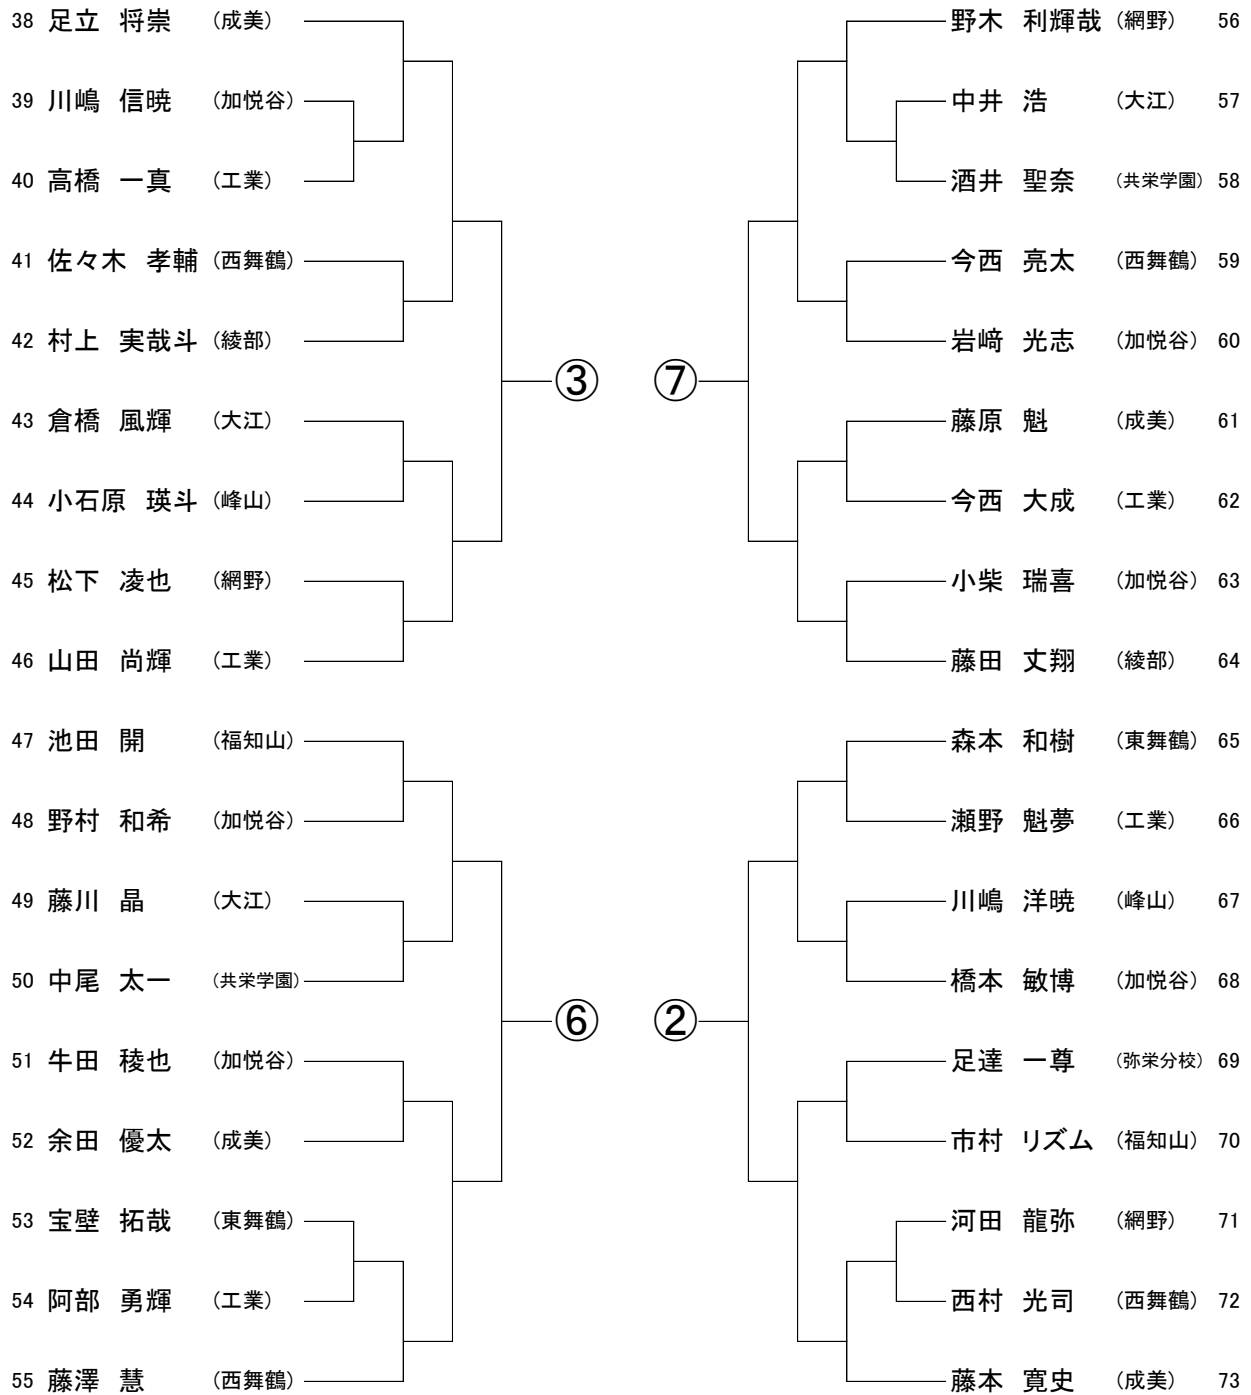 38 足立 将崇 (成美)
39 川嶋 信暁 (加悦谷)
40 高橋 一真 (工業)
41 佐々木 孝輔 (西舞鶴)
42 村上 実哉斗 (綾部)
③
43 倉橋 風輝 (大江)
44 小石原 瑛斗 (峰山)
45 松下 凌也 (網野)
46 山田 尚輝 (工業)
47 池田 開 (福知山)
48 野村 和希 (加悦谷)
49 藤川 晶 (大江)
50 中尾 太一 (共栄学園)
⑥
51 牛田 稜也 (加悦谷)
52 余田 優太 (成美)
53 宝壁 拓哉 (東舞鶴)
54 阿部 勇輝 (工業)
55 藤澤 慧 (西舞鶴)
野木 利輝哉 (網野) 56
中井 浩 (大江) 57
酒井 聖奈 (共栄学園) 58
今西 亮太 (西舞鶴) 59
岩﨑 光志 (加悦谷) 60
⑦
藤原 魁 (成美) 61
今西 大成 (工業) 62
小柴 瑞喜 (加悦谷) 63
藤田 丈翔 (綾部) 64
森本 和樹 (東舞鶴) 65
瀬野 魁夢 (工業) 66
川嶋 洋暁 (峰山) 67
橋本 敏博 (加悦谷) 68
②
足達 一尊 (弥栄分校) 69
市村 リズム (福知山) 70
河田 龍弥 (網野) 71
西村 光司 (西舞鶴) 72
藤本 寛史 (成美) 73